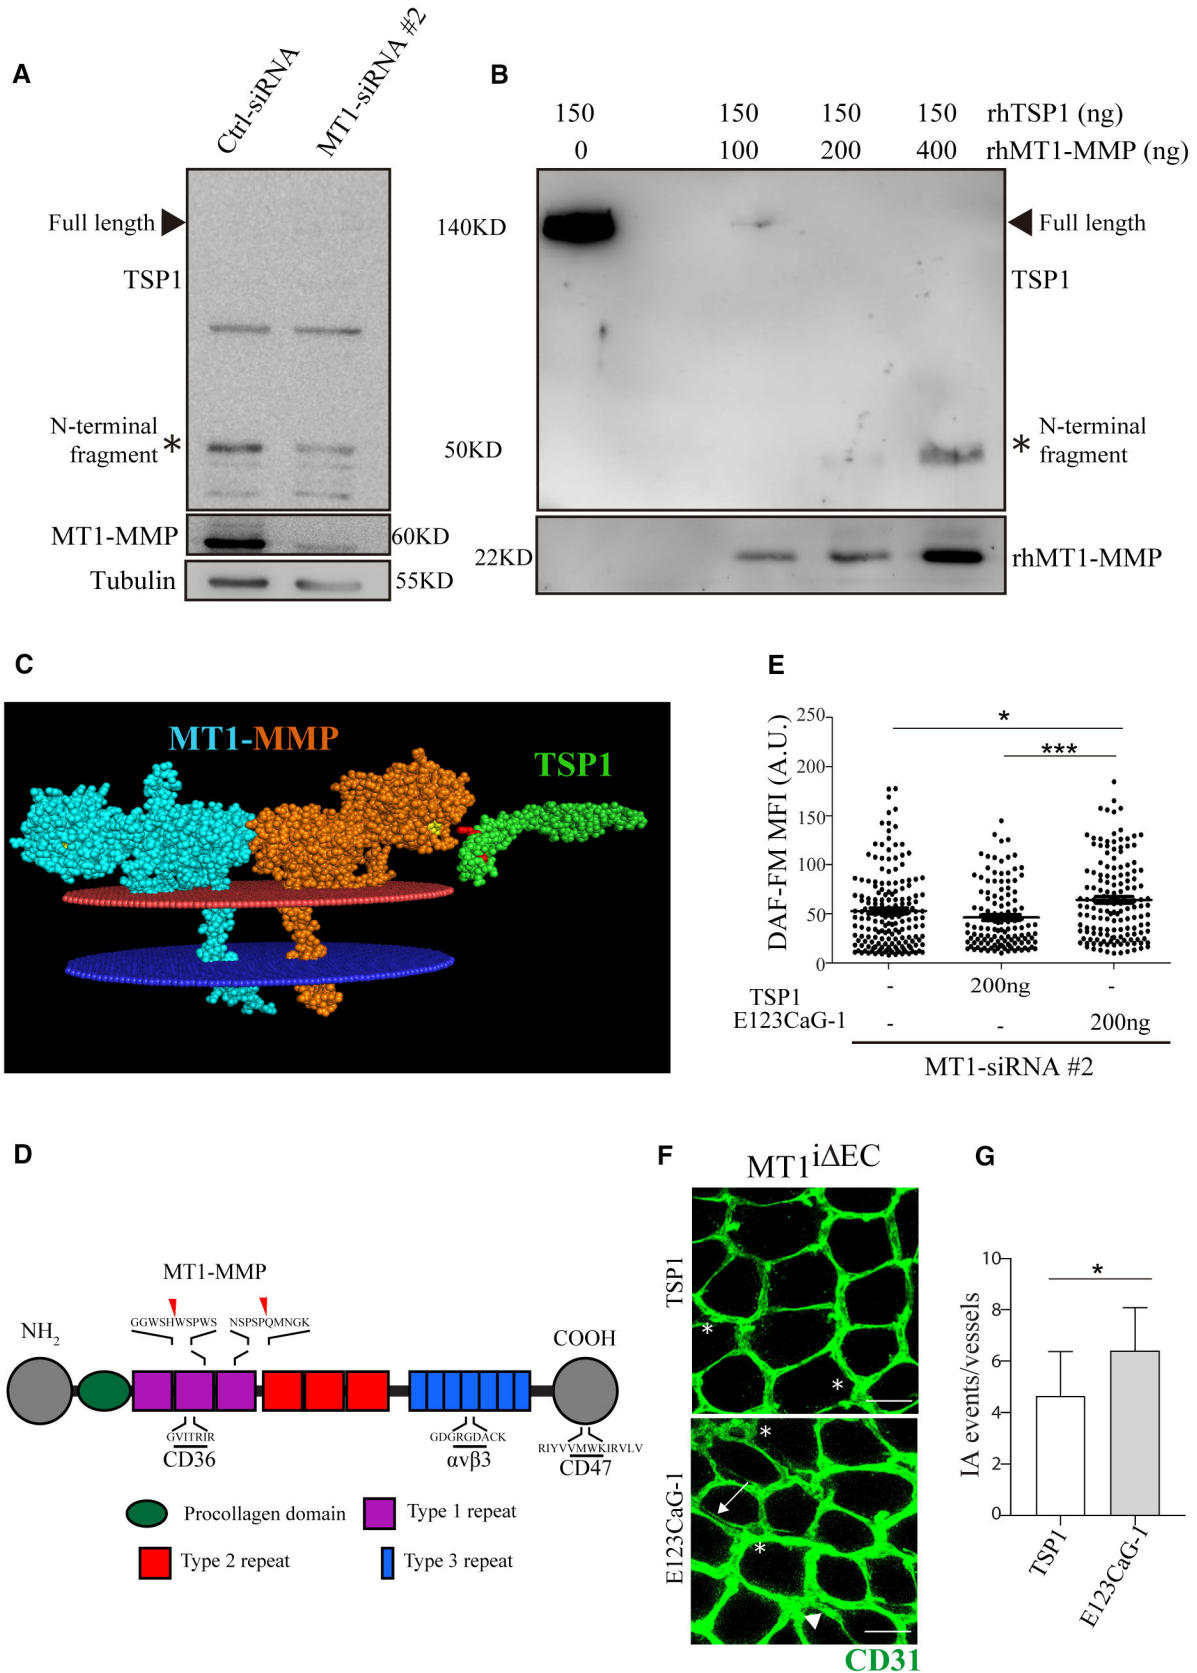 A
Ctrl-siRNA
MT1-siRNA #2
Full length
TSP1
N-terminal
fragment
*
MT1-MMP
60KD
Tubulin
55KD
B
150 150 150 150 rhTSP1 (ng)
0 100 200 400 rhMT1-MMP (ng)
140KD
Full length
TSP1
50KD
*
N-terminal
fragment
22KD
rhMT1-MMP
C
MT1-MMP
TSP1
E
DAF-FM MFI (A.U.)
250
200
150
100
50
0
*
***
TSP1 - 200ng -
E123CaG-1 - - 200ng
MT1-siRNA #2
D
MT1-MMP
GGWSHWSPWS NSPSPQMNGK
NH2
COOH
GVITRIR
CD36
GDGRGDACK
αvβ3
RIYVVMWKIRVLV
CD47
Procollagen domain
Type 1 repeat
Type 2 repeat
Type 3 repeat
F
MT1iΔEC
TSP1
*
*
E123CaG-1
*
*
CD31
G
IA events/vessels
10
8
6
4
2
0
*
TSP1
E123CaG-1